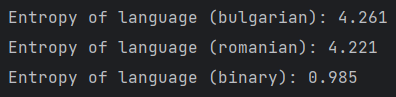 Entropy of language (bulgarian): 4.261
Entropy of language (romanian): 4.221
Entropy of language (binary): 0.985